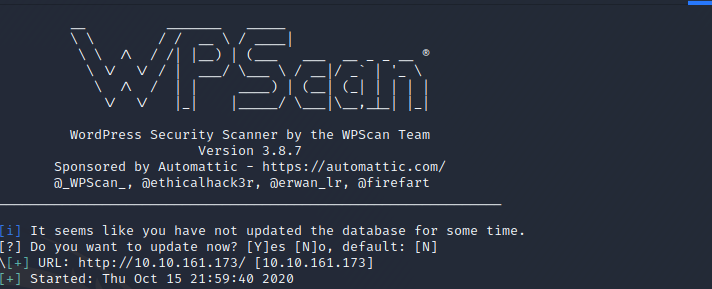 WPScan ®
WordPress Security Scanner by the WPScan Team
Version 3.8.7
Sponsored by Automattic - https://automattic.com/
@_WPScan_, @ethicalhack3r, @erwan_lr, @firefart
[i] It seems like you have not updated the database for some time.
[?] Do you want to update now? [Y]es [N]o, default: [N]
\[+] URL: http://10.10.161.173/ [10.10.161.173]
[+] Started: Thu Oct 15 21:59:40 2020